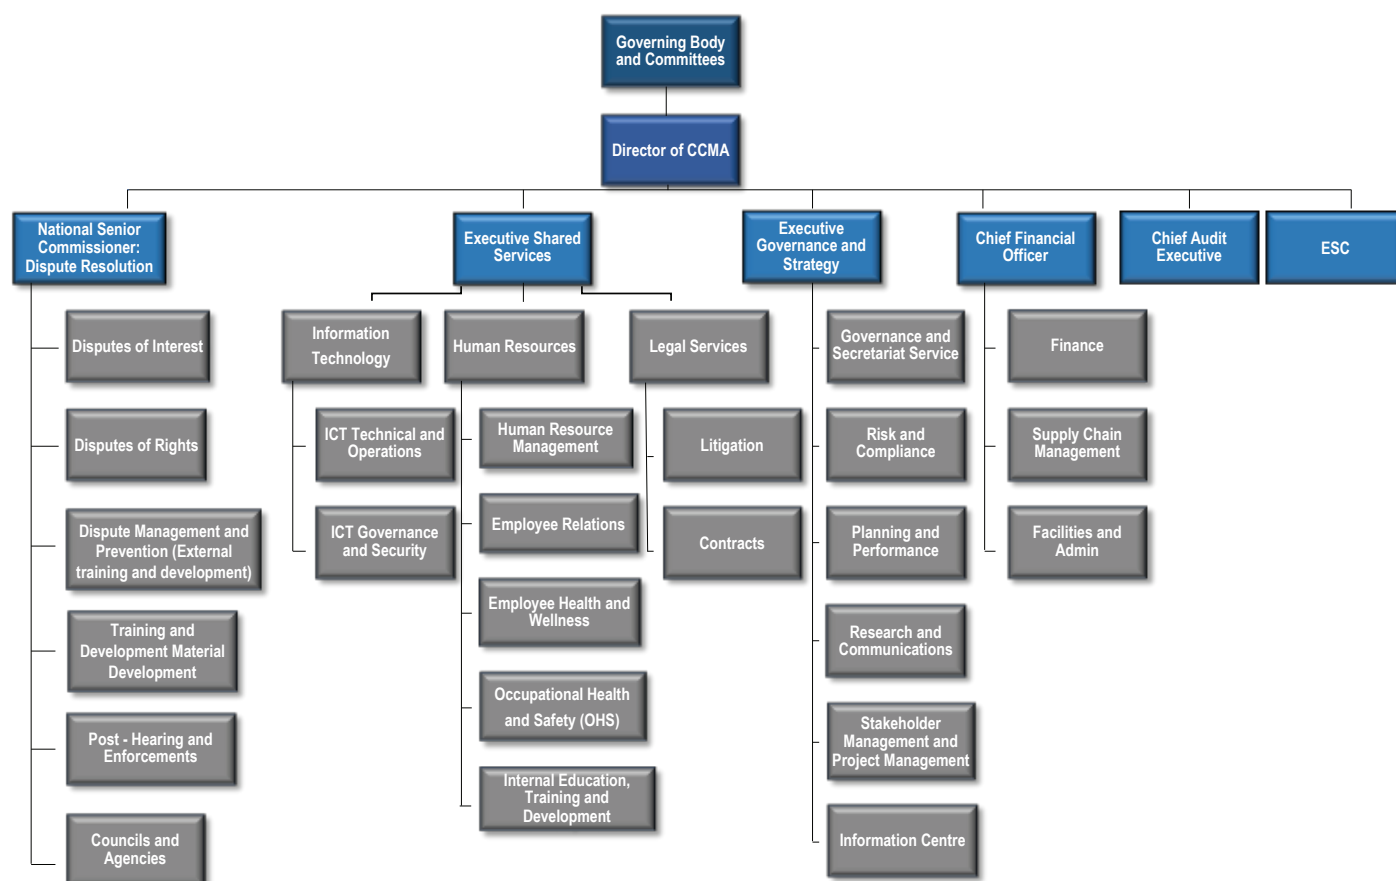 Governing Body
and Committees
Director of CCMA
National Senior
Commissioner:
Dispute Resolution
Executive Shared
Services
Executive
Governance and
Strategy
Chief Financial
Officer
Chief Audit
Executive
ESC
Disputes of Interest
Disputes of Rights
Dispute Management and
Prevention (External
training and development)
Training and
Development Material
Development
Post - Hearing and
Enforcements
Councils and
Agencies
Information
Technology
ICT Technical and
Operations
ICT Governance
and Security
Human Resources
Human Resource
Management
Employee Relations
Employee Health and
Wellness
Occupational Health
and Safety (OHS)
Internal Education,
Training and
Development
Legal Services
Litigation
Contracts
Governance and
Secretariat Service
Risk and
Compliance
Planning and
Performance
Research and
Communications
Stakeholder
Management and
Project Management
Information Centre
Finance
Supply Chain
Management
Facilities and
Admin